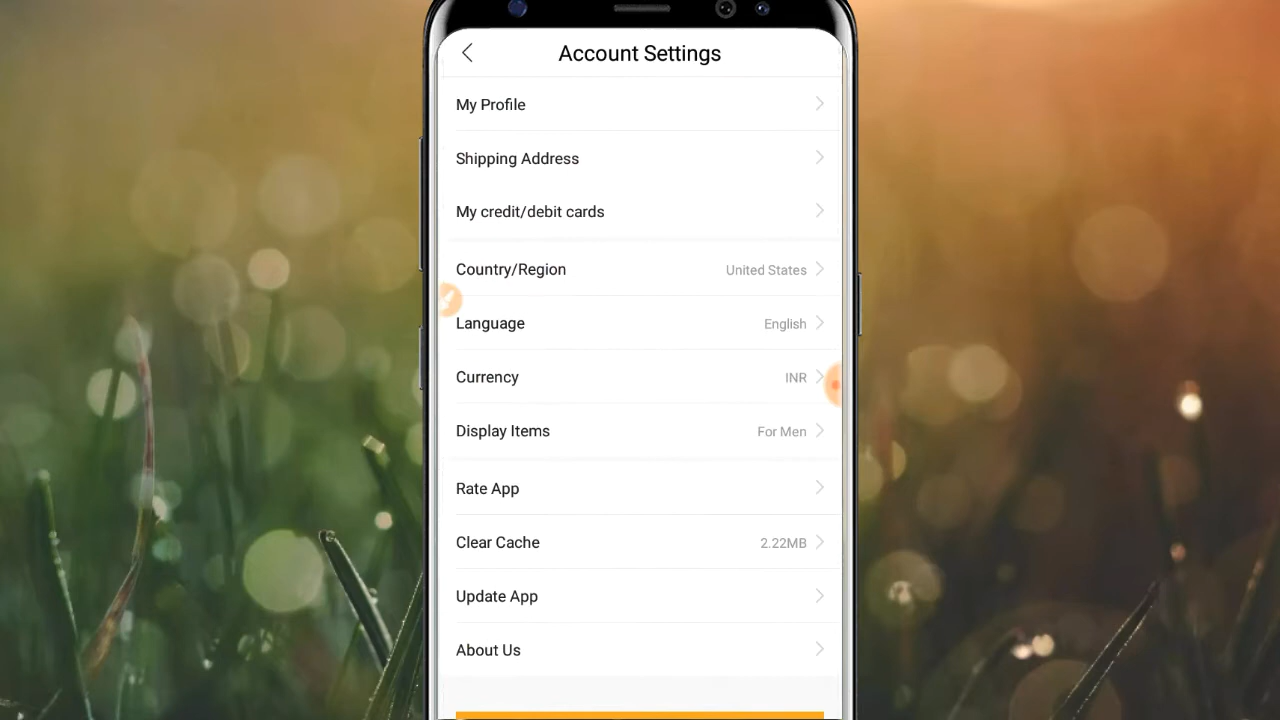 Account Settings
My Profile
Shipping Address
My credit/debit cards
Country/Region United States
Language English
Currency INR
Display Items For Men
Rate App
Clear Cache 2.22MB
Update App
About Us